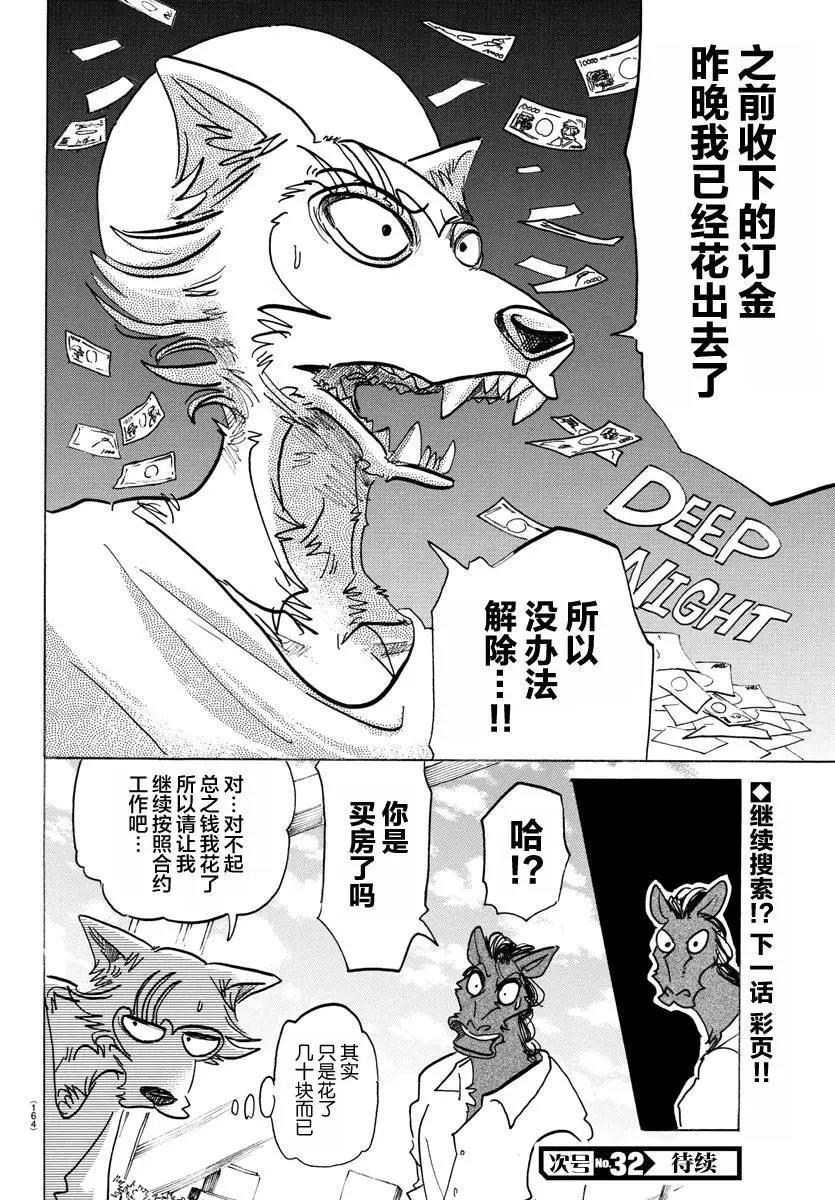 之前收下的订金
昨晚我已经花出去了
DEEP
NIGHT
所以
没办法
解除…!!
哈!?
你是
买房了吗
对…对不起
总之钱我花了
所以请让我
继续按照合约
工作吧…
其实
只是花了
几十块而已
◆继续搜索!?下一话 彩页!!
次号No.32 待续
(164)
10000
10000
10000